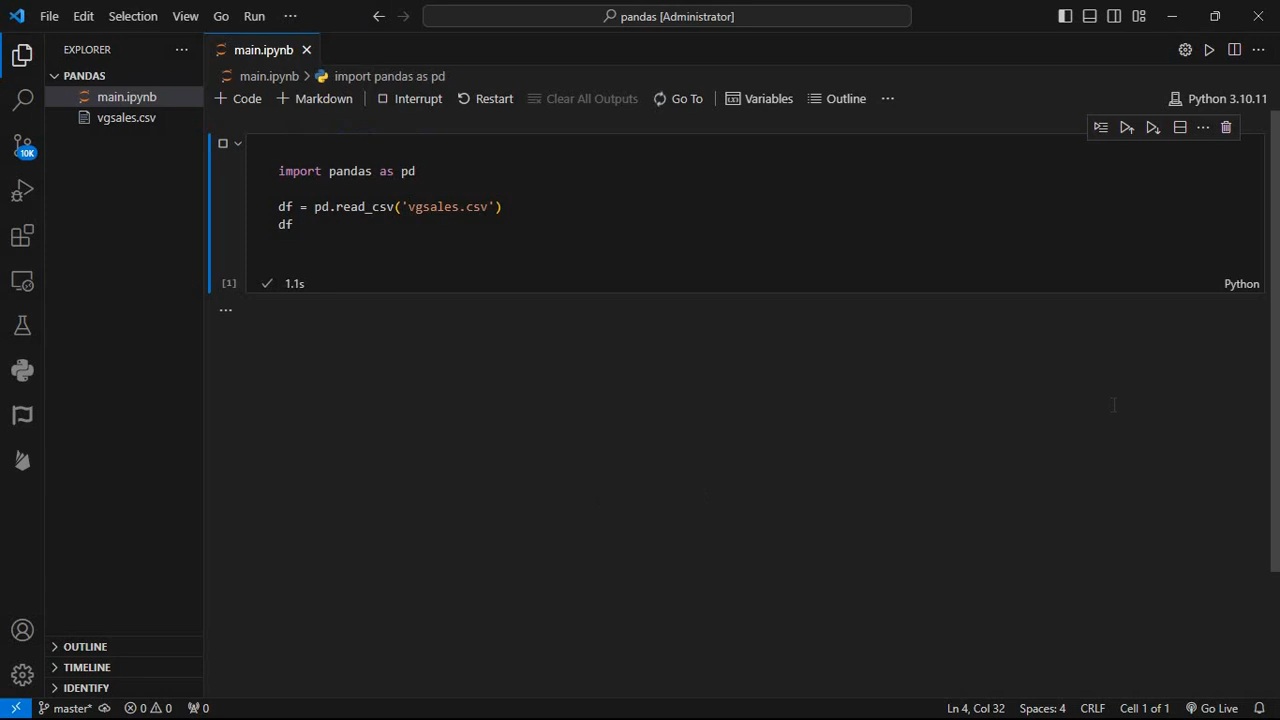 File Edit Selection View Go Run ··· pandas [Administrator]
EXPLORER ···
main.ipynb
PANDAS
main.ipynb
vgsales.csv
main.ipynb > import pandas as pd
+ Code + Markdown Interrupt Restart Clear All Outputs Go To Variables Outline ··· Python 3.10.11
import pandas as pd
df = pd.read_csv('vgsales.csv')
df
[1] 1.1s Python
...
10K
OUTLINE
TIMELINE
IDENTIFY
master* 0 0 0 Ln 4, Col 32 Spaces: 4 CRLF Cell 1 of 1 Go Live